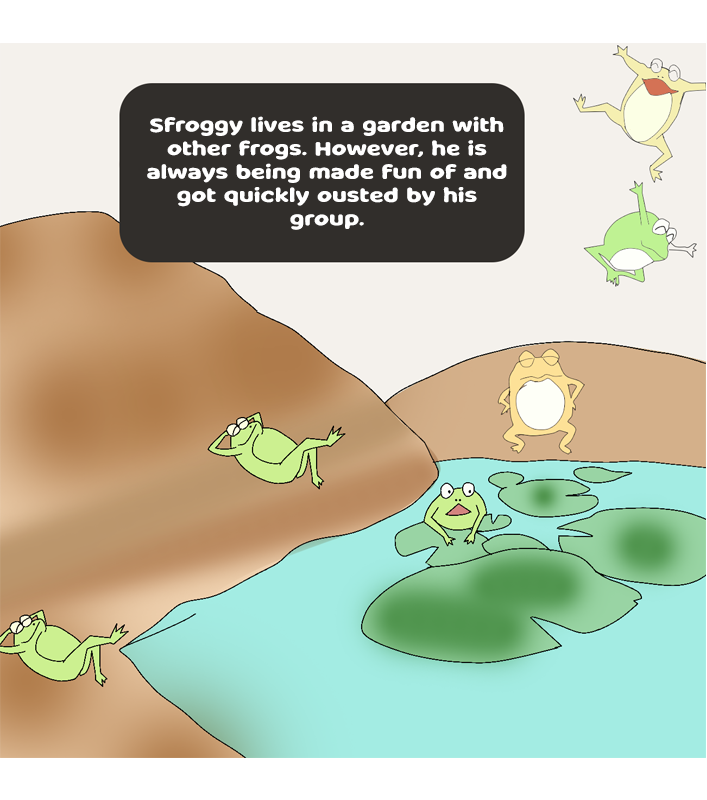 Sfroggy lives in a garden with
other frogs. However, he is
always being made fun of and
got quickly ousted by his
group.